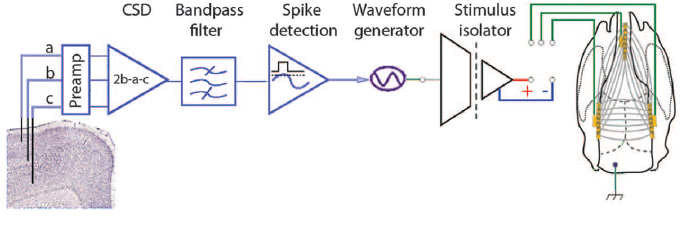 CSD Bandpass Spike Waveform Stimulus
filter detection generator isolator
a
b
c
Preamp
2b-a-c
+ -